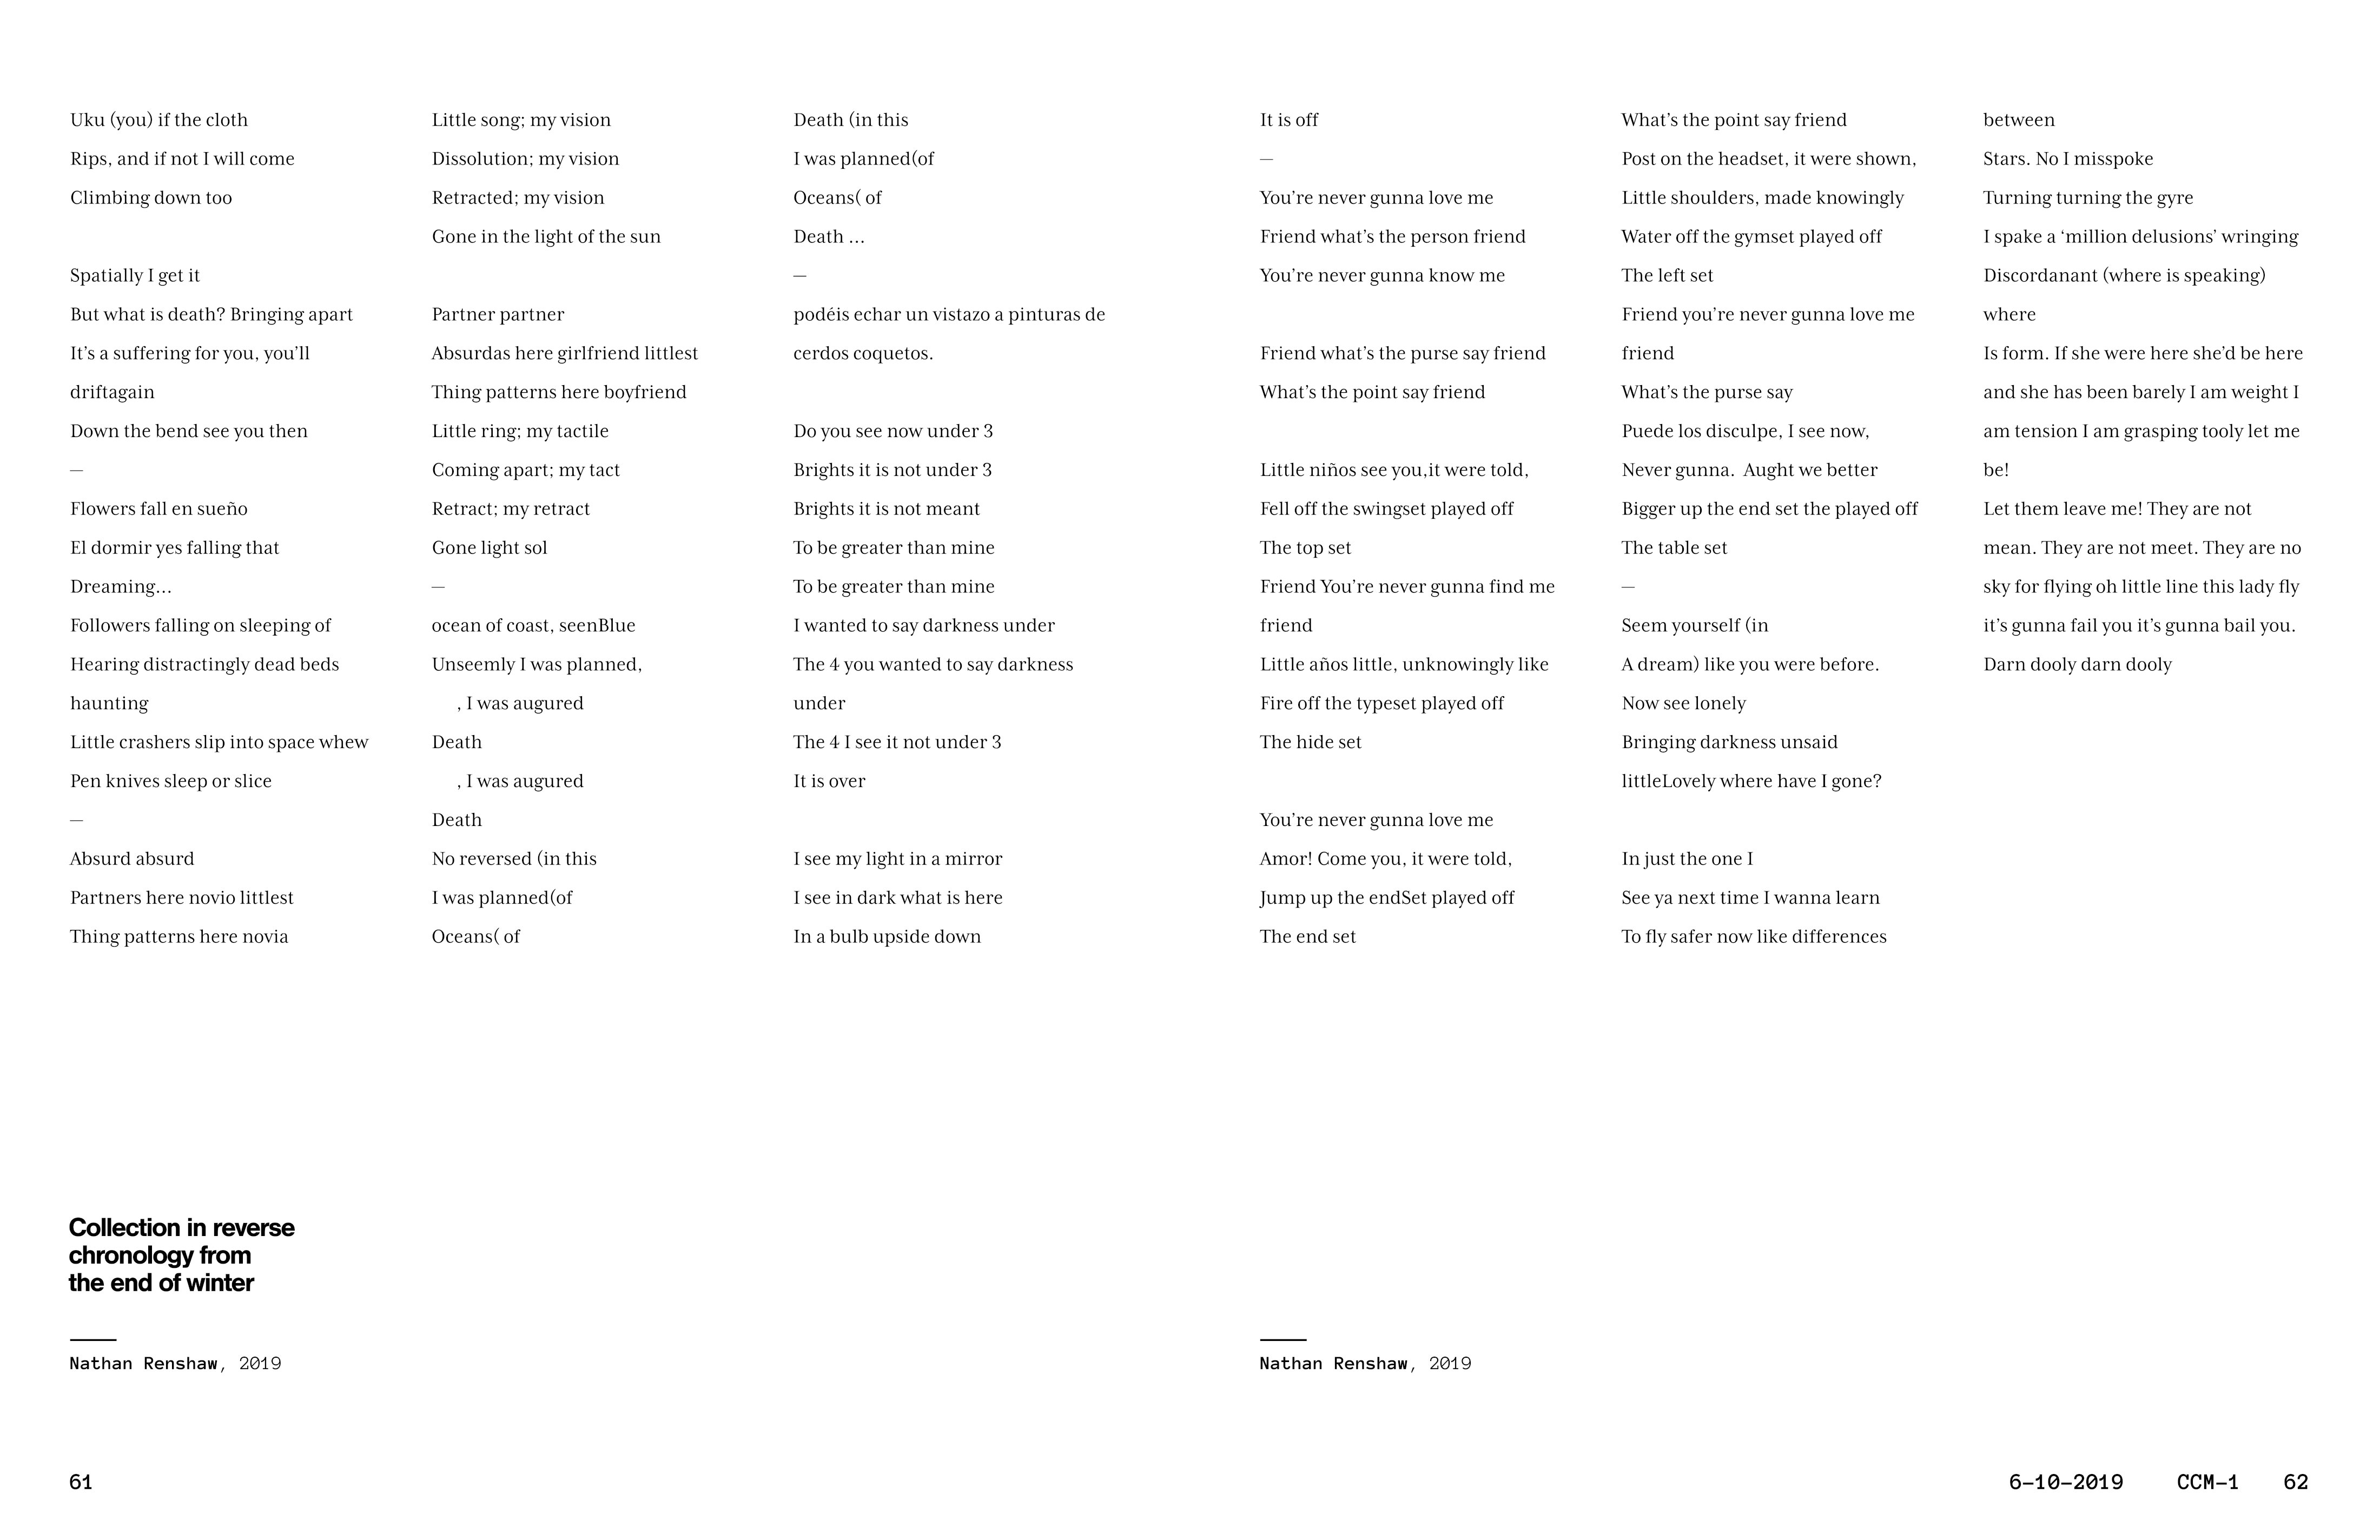 Uku (you) if the cloth
Rips, and if not I will come
Climbing down too
Spatially I get it
But what is death? Bringing apart
It’s a suffering for you, you’ll
driftagain
Down the bend see you then
—
Flowers fall en sueño
El dormir yes falling that
Dreaming…
Followers falling on sleeping of
Hearing distractingly dead beds
haunting
Little crashers slip into space whew
Pen knives sleep or slice
—
Absurd absurd
Partners here novio littlest
Thing patterns here novia
Little song; my vision
Dissolution; my vision
Retracted; my vision
Gone in the light of the sun
Partner partner
Absurdas here girlfriend littlest
Thing patterns here boyfriend
Little ring; my tactile
Coming apart; my tact
Retract; my retract
Gone light sol
—
ocean of coast, seenBlue
Unseemly I was planned,
, I was augured
Death
, I was augured
Death
No reversed (in this
I was planned(of
Oceans( of
Death (in this
I was planned(of
Oceans( of
Death …
—
podéis echar un vistazo a pinturas de
cerdos coquetos.
Do you see now under 3
Brights it is not under 3
Brights it is not meant
To be greater than mine
To be greater than mine
I wanted to say darkness under
The 4 you wanted to say darkness
under
The 4 I see it not under 3
It is over
I see my light in a mirror
I see in dark what is here
In a bulb upside down
It is off
—
You’re never gunna love me
Friend what’s the person friend
You’re never gunna know me
Friend what’s the purse say friend
What’s the point say friend
Little niños see you,it were told,
Fell off the swingset played off
The top set
Friend You’re never gunna find me
friend
Little años little, unknowingly like
Fire off the typeset played off
The hide set
You’re never gunna love me
Amor! Come you, it were told,
Jump up the endSet played off
The end set
What’s the point say friend
Post on the headset, it were shown,
Little shoulders, made knowingly
Water off the gymset played off
The left set
Friend you’re never gunna love me
friend
What’s the purse say
Puede los disculpe, I see now,
Never gunna.  Aught we better
Bigger up the end set the played off
The table set
—
Seem yourself (in
A dream) like you were before.
Now see lonely
Bringing darkness unsaid
littleLovely where have I gone?
In just the one I
See ya next time I wanna learn
To fly safer now like differences
between
Stars. No I misspoke
Turning turning the gyre
I spake a ‘million delusions’ wringing
Discordanant (where is speaking)
where
Is form. If she were here she’d be here
and she has been barely I am weight I
am tension I am grasping tooly let me
be!
Let them leave me! They are not
mean. They are not meet. They are no
sky for flying oh little line this lady fly
it’s gunna fail you it’s gunna bail you.
Darn dooly darn dooly
Collection in reverse
chronology from
the end of winter
Nathan Renshaw, 2019
Nathan Renshaw, 2019
61
6–10–2019 CCM–1 62